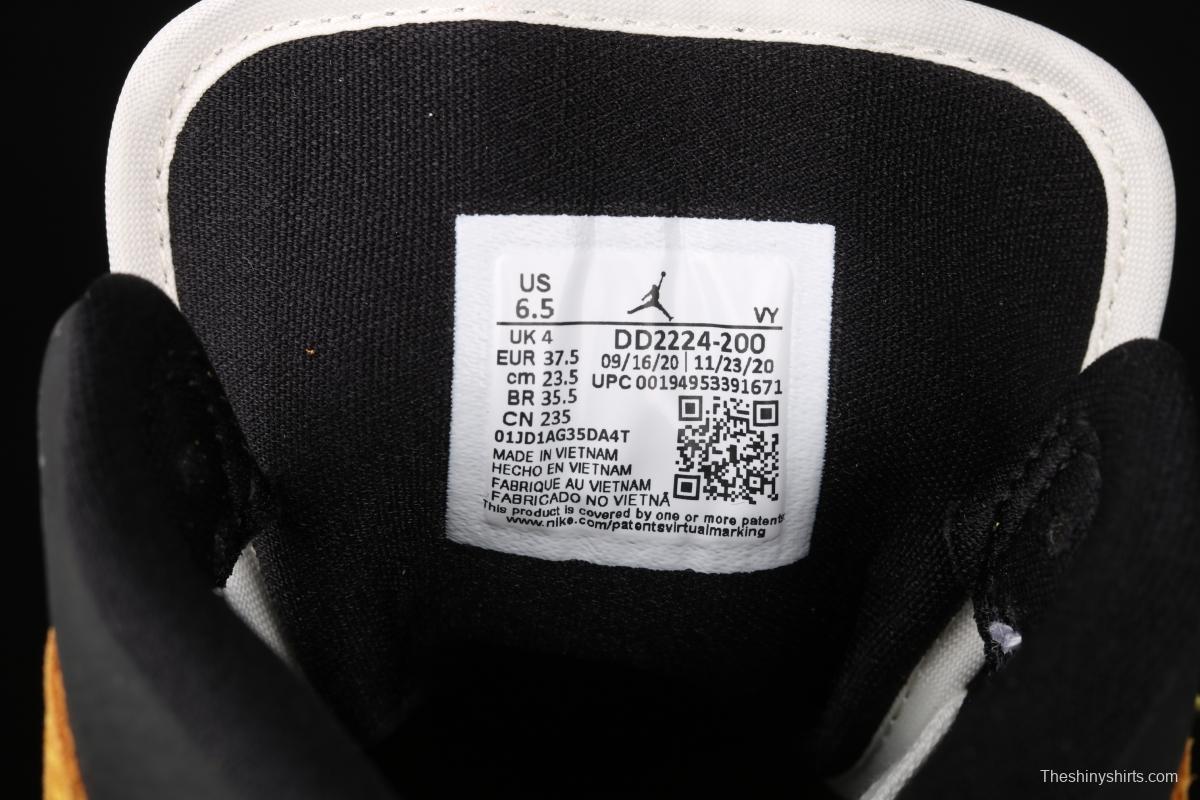 US
6.5
VY
UK 4
EUR 37.5
cm 23.5
BR 35.5
CN 235
DD2224-200
09/16/20 | 11/23/20
UPC 00194953391671
01JD1AG35DA4T
MADE IN VIETNAM
HECHO EN VIETNAM
FABRIQUE AU VIETNAM
FABRICADO NO VIETNÃ
This product is covered by one or more patents
www.nike.com/patentsvirtualmarking
Theshinyshirts.com